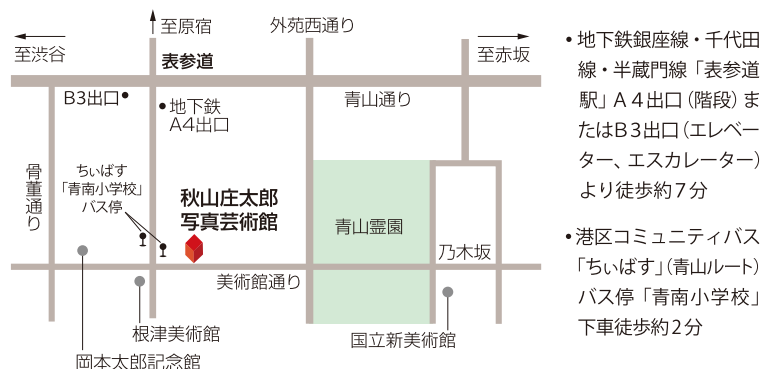 至原宿
外苑西通り
至渋谷
表参道
至赤坂
B3出口
地下鉄
A4出口
青山通り
骨董通り
ちぃばす
「青南小学校」
バス停
秋山庄太郎
写真芸術館
青山霊園
乃木坂
美術館通り
根津美術館
国立新美術館
岡本太郎記念館
•地下鉄銀座線・千代田
線・半蔵門線「表参道
駅」A4出口(階段)ま
たはB3出口(エレベー
ター、エスカレーター)
より徒歩約7分
•港区コミュニティバス
「ちぃばす」(青山ルート)
バス停「青南小学校」
下車徒歩約2分